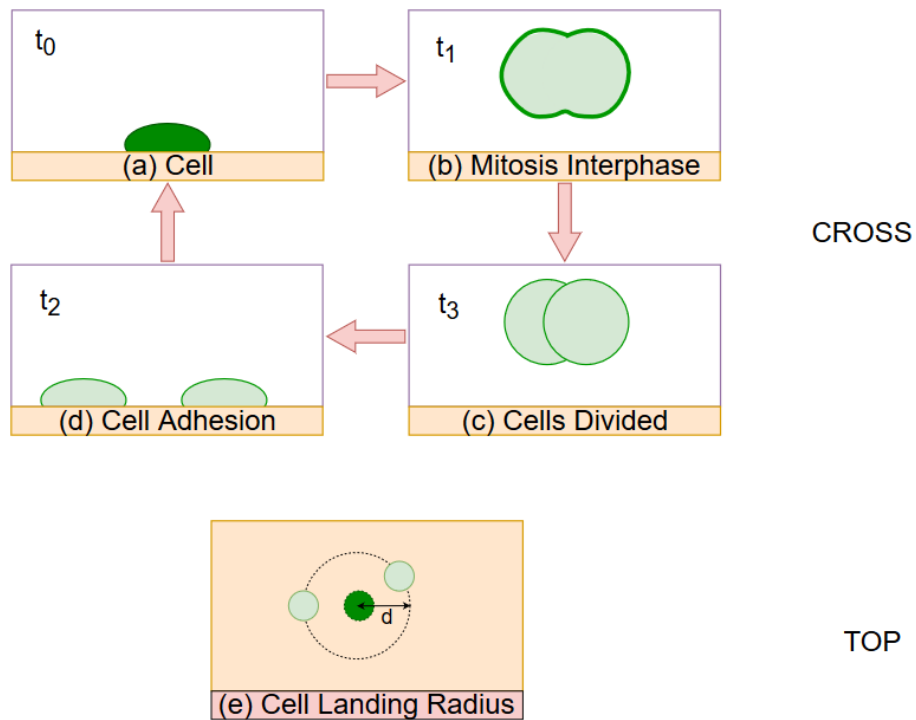 t0
t1
(a) Cell
(b) Mitosis Interphase
CROSS
t2
t3
(d) Cell Adhesion
(c) Cells Divided
d
TOP
(e) Cell Landing Radius